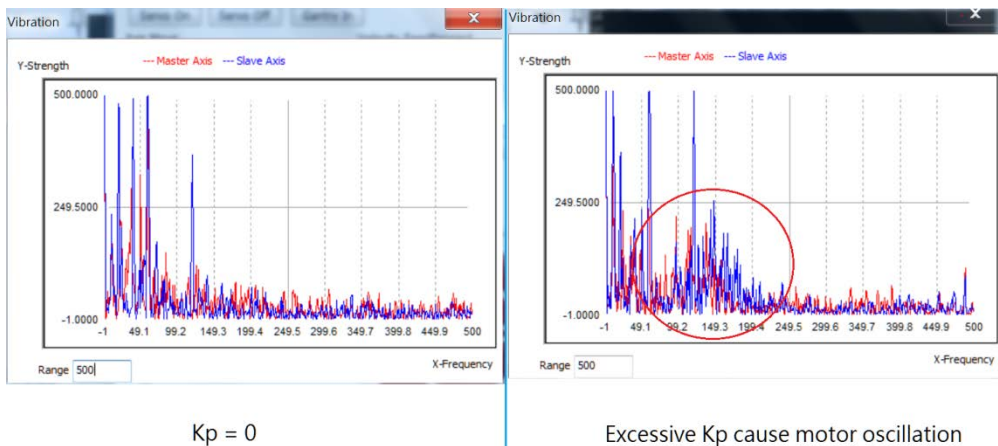 Vibration
Servo On Servo Off Gantry In
X
Y-Strength
--- Master Axis --- Slave Axis
500.0000
249.5000
-1.0000
-1 49.1 99.2 149.3 199.4 249.5 299.6 349.7 399.8 449.9 500
Range 500
X-Frequency
Kp = 0
Vibration
X
Y-Strength
--- Master Axis --- Slave Axis
500.0000
249.5000
-1.0000
-1 49.1 99.2 149.3 199.4 249.5 299.6 349.7 399.8 449.9 500
Range 500
X-Frequency
Excessive Kp cause motor oscillation